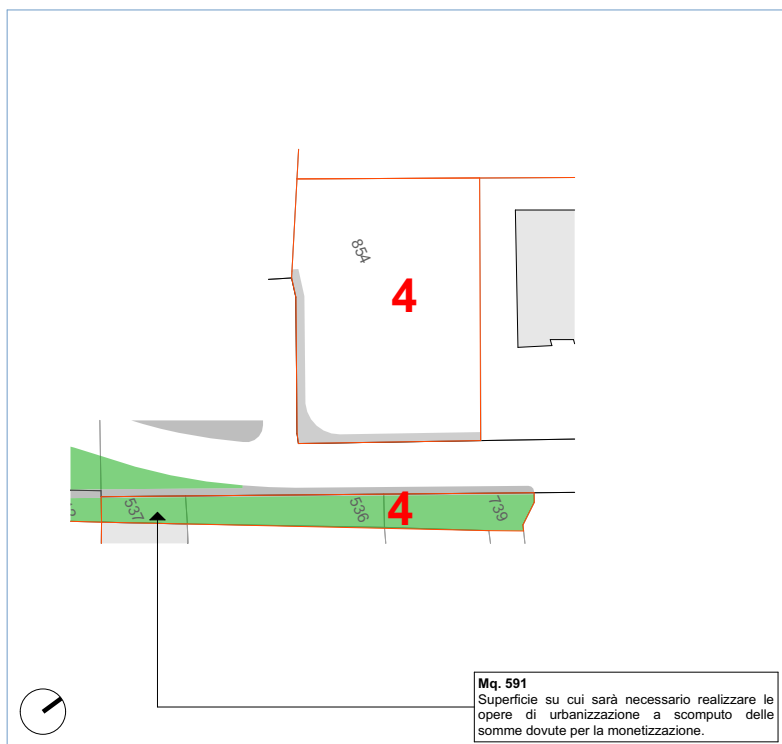 854
4
537
536
4
739
Mq. 591
Superficie su cui sarà necessario realizzare le
opere di urbanizzazione a scomputo delle
somme dovute per la monetizzazione.